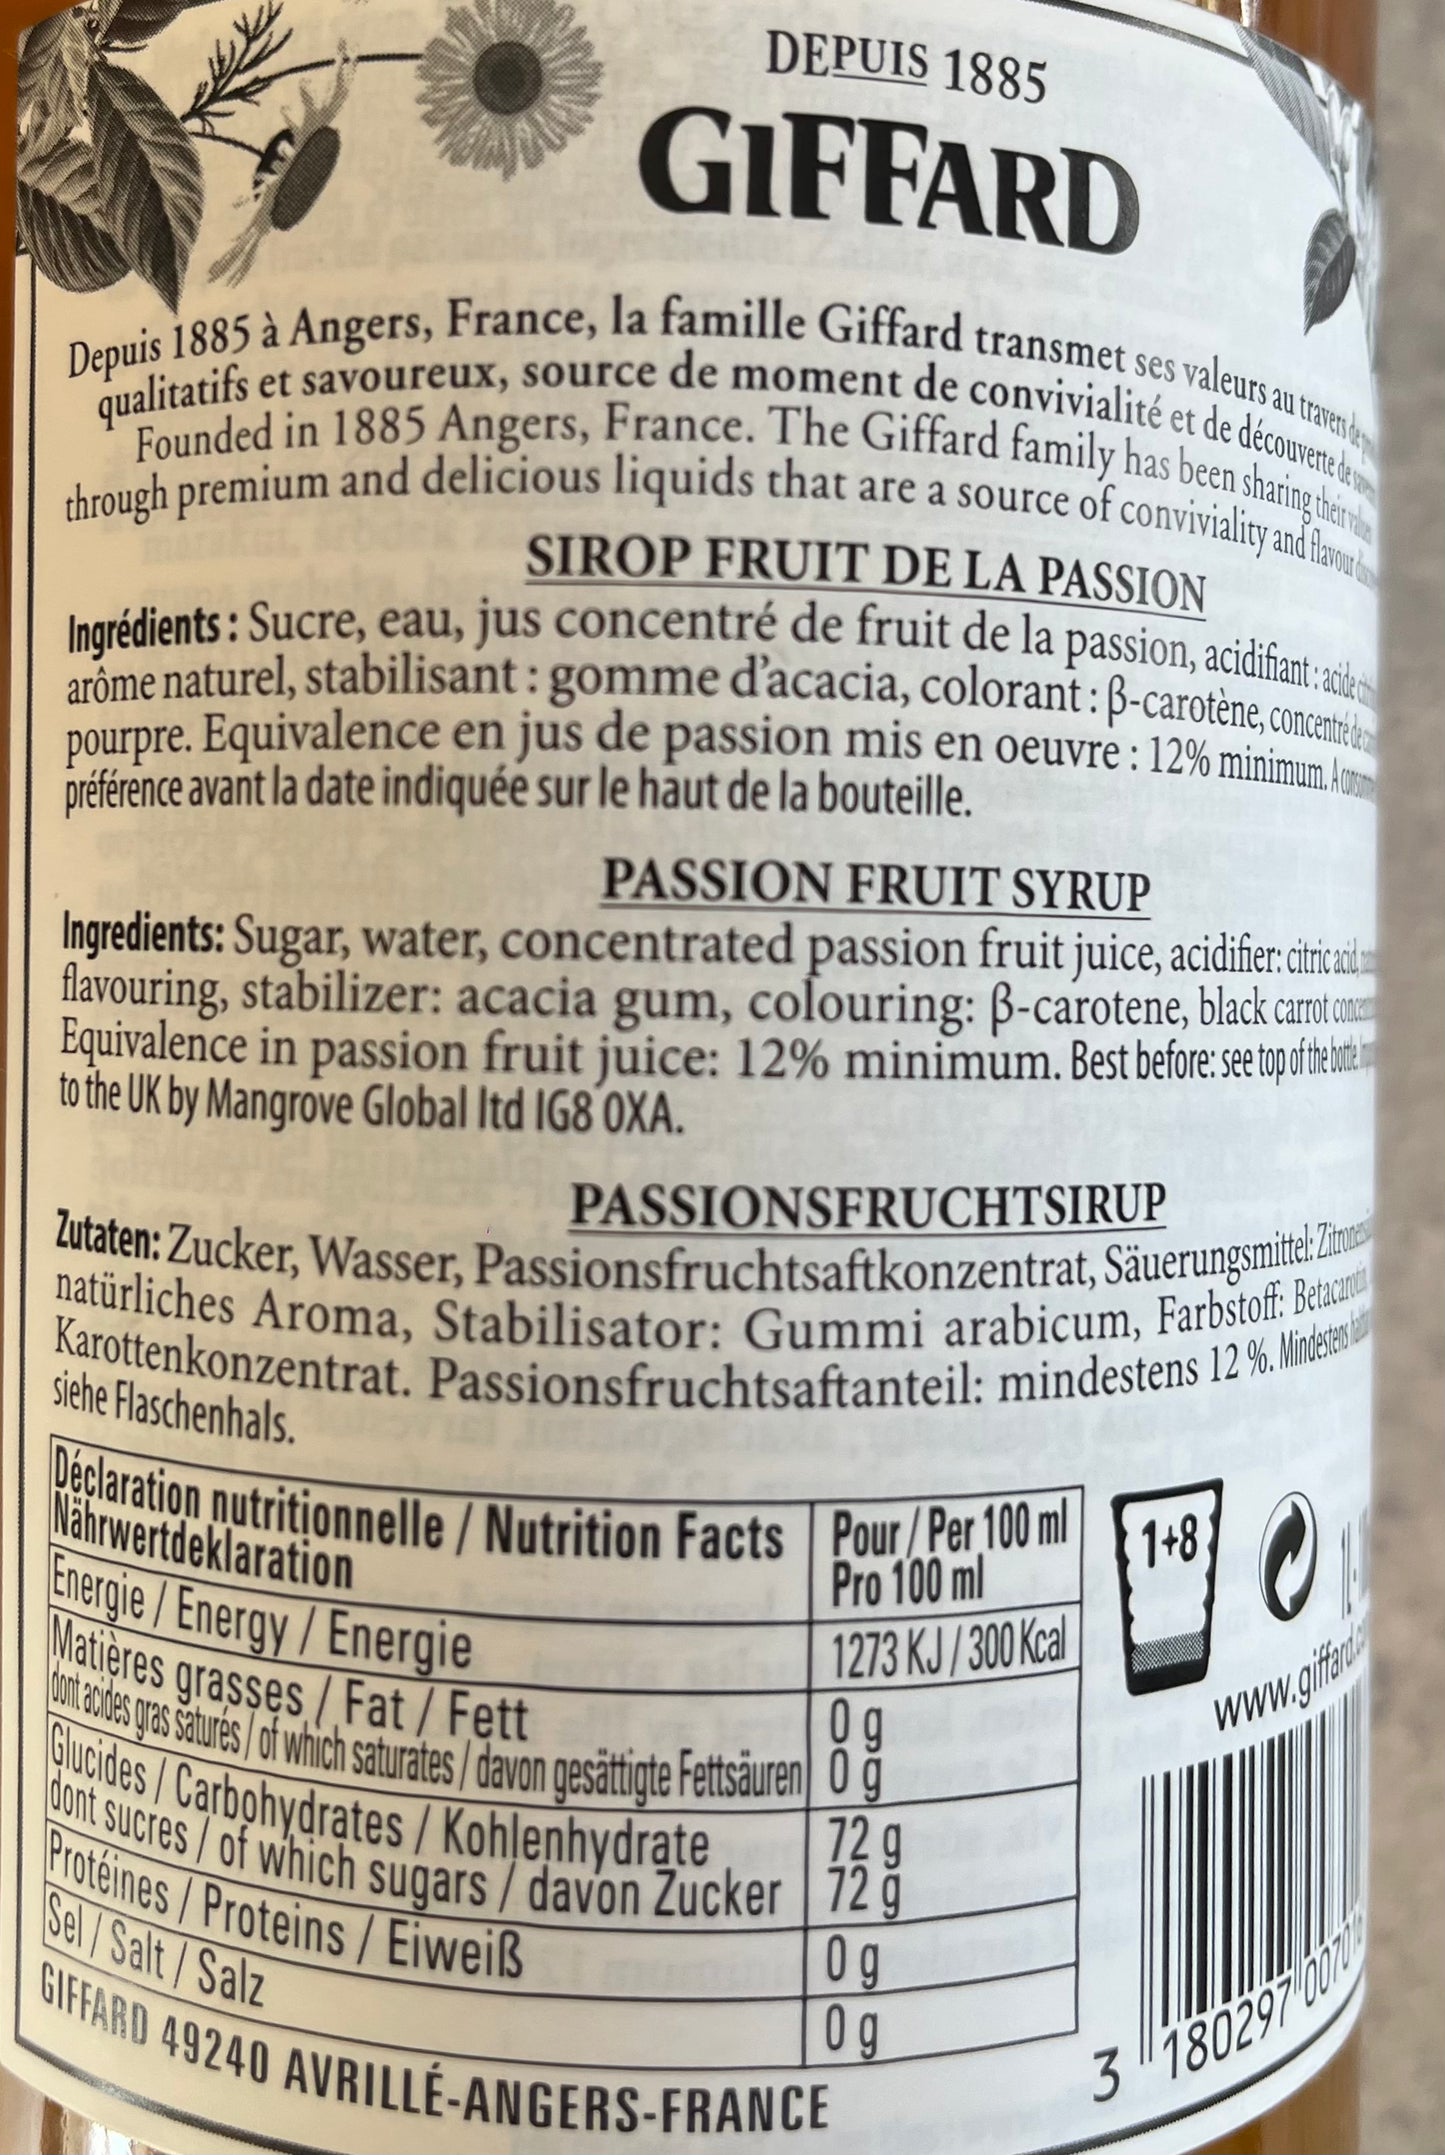 DEPUIS 1885
GIFFARD
Depuis 1885 à Angers, France, la famille Giffard transmet ses valeurs au travers de
qualitatifs et savoureux, source de moment de convivialité et de découverte de
Founded in 1885 Angers, France. The Giffard family has been sharing their
through premium and delicious liquids that are a source of conviviality and flavour
SIROP FRUIT DE LA PASSION
Ingrédients : Sucre, eau, jus concentré de fruit de la passion, acidifiant : acide
arôme naturel, stabilisant : gomme d'acacia, colorant : β-carotène, concentré de
pourpre. Equivalence en jus de passion mis en oeuvre : 12% minimum. A
préférence avant la date indiquée sur le haut de la bouteille.
PASSION FRUIT SYRUP
Ingredients: Sugar, water, concentrated passion fruit juice, acidifier: citric acid,
flavouring, stabilizer: acacia gum, colouring: β-carotene, black carrot
Equivalence in passion fruit juice: 12% minimum. Best before: see top of the bottle.
to the UK by Mangrove Global ltd IG8 0XA.
PASSIONSFRUCHTSIRUP
Zutaten: Zucker, Wasser, Passionsfruchtsaftkonzentrat, Säuerungsmittel:
natürliches Aroma, Stabilisator: Gummi arabicum, Farbstoff:
Karottenkonzentrat. Passionsfruchtsaftanteil: mindestens 12 %. Mindestens
siehe Flaschenhals.
Déclaration nutritionnelle / Nutrition Facts Pour / Per 100 ml
Nährwertdeklaration Pro 100 ml
Energie / Energy / Energie 1273 KJ / 300 Kcal
Matières grasses / Fat / Fett 0 g
dont acides gras saturés / of which saturates / davon gesättigte Fettsäuren 0 g
Glucides / Carbohydrates / Kohlenhydrate 72 g
dont sucres / of which sugars / davon Zucker 72 g
Protéines / Proteins / Eiweiß 0 g
Sel / Salt / Salz 0 g
GIFFARD 49240 AVRILLÉ-ANGERS-FRANCE
1+8
1L
www.giffard.
3 180297 007016